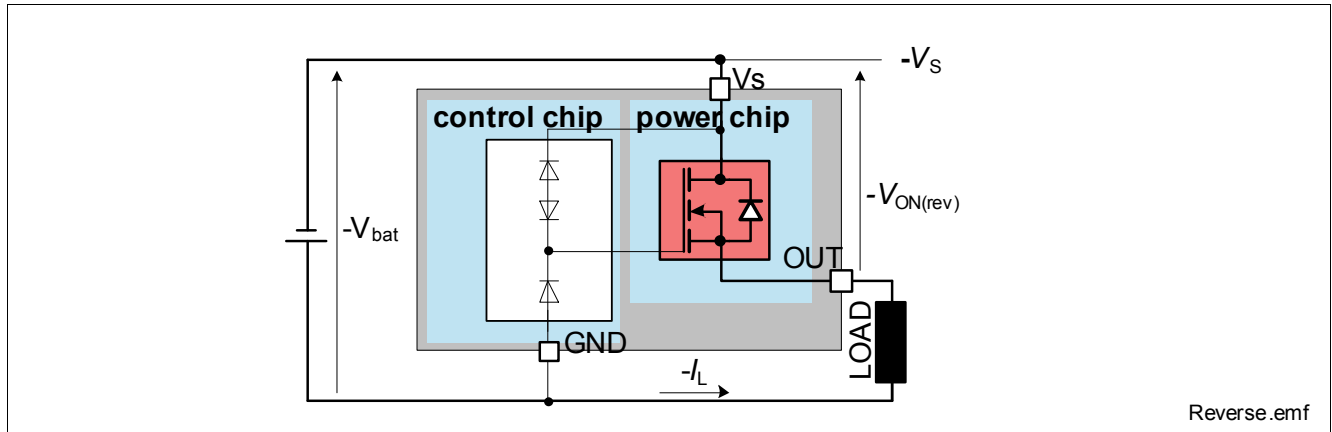 -VS
Vs
control chip power chip
-Vbat
-VON(rev)
OUT
GND
LOAD
-IL
Reverse.emf